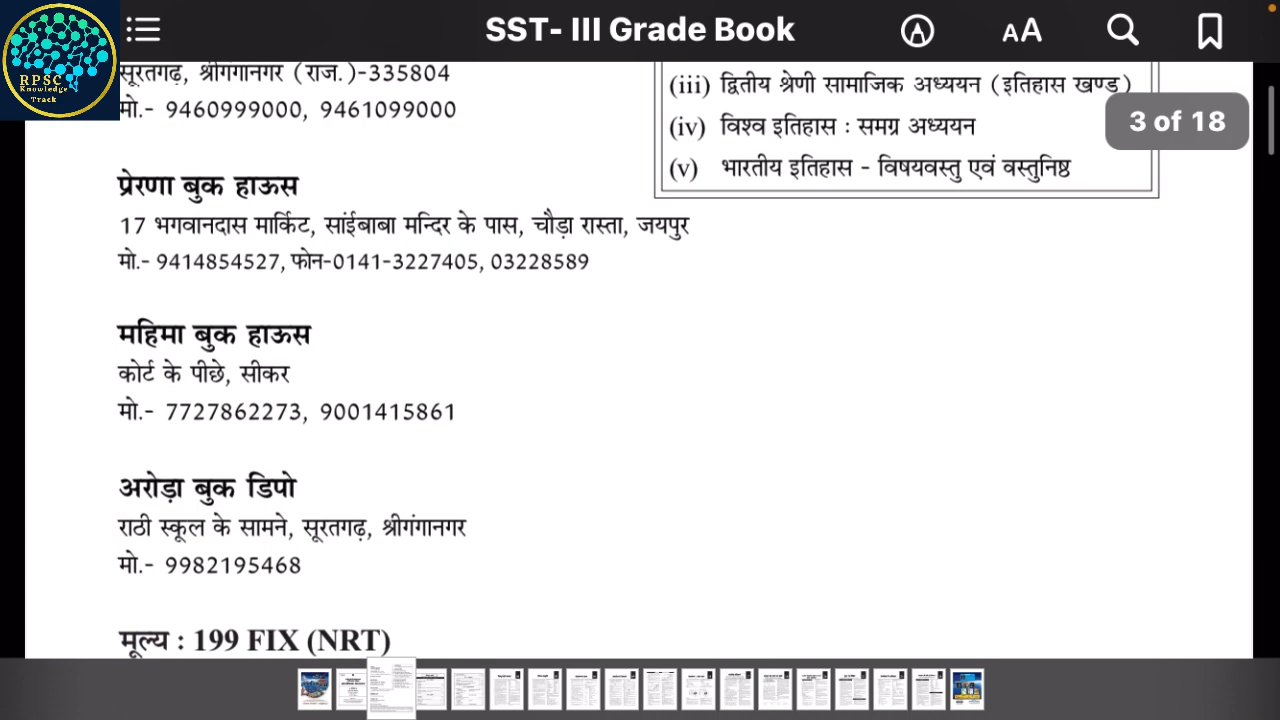 RPSC
Knowledge
Track
SST- III Grade Book
AA
3 of 18
सूरतगढ़, श्रीगंगानगर (राज.)-335804
मो.- 9460999000, 9461099000
(iii) द्वितीय श्रेणी सामाजिक अध्ययन (इतिहास खण्ड)
(iv) विश्व इतिहास : समग्र अध्ययन
(v) भारतीय इतिहास - विषयवस्तु एवं वस्तुनिष्ठ
प्रेरणा बुक हाऊस
17 भगवानदास मार्किट, सांईबाबा मन्दिर के पास, चौड़ा रास्ता, जयपुर
मो.- 9414854527, फोन-0141-3227405, 03228589
महिमा बुक हाऊस
कोर्ट के पीछे, सीकर
मो.- 7727862273, 9001415861
अरोड़ा बुक डिपो
राठी स्कूल के सामने, सूरतगढ़, श्रीगंगानगर
मो.- 9982195468
मूल्य : 199 FIX (NRT)